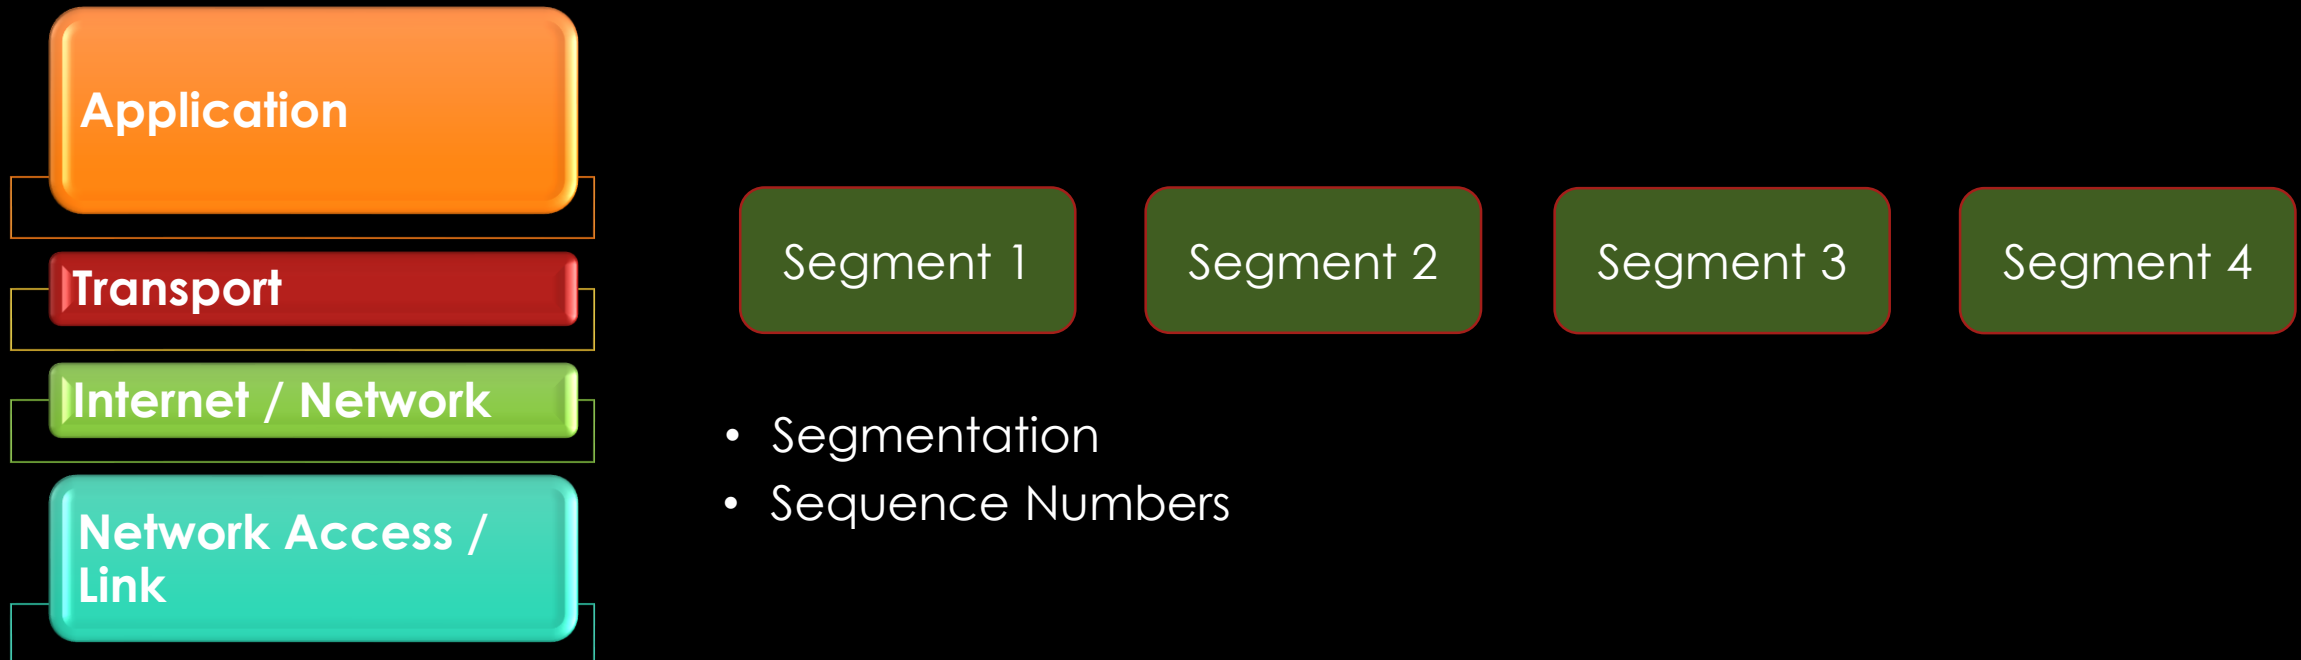 Application
Transport
Internet / Network
Network Access /
Link
Segment 1
Segment 2
Segment 3
Segment 4
• Segmentation
• Sequence Numbers